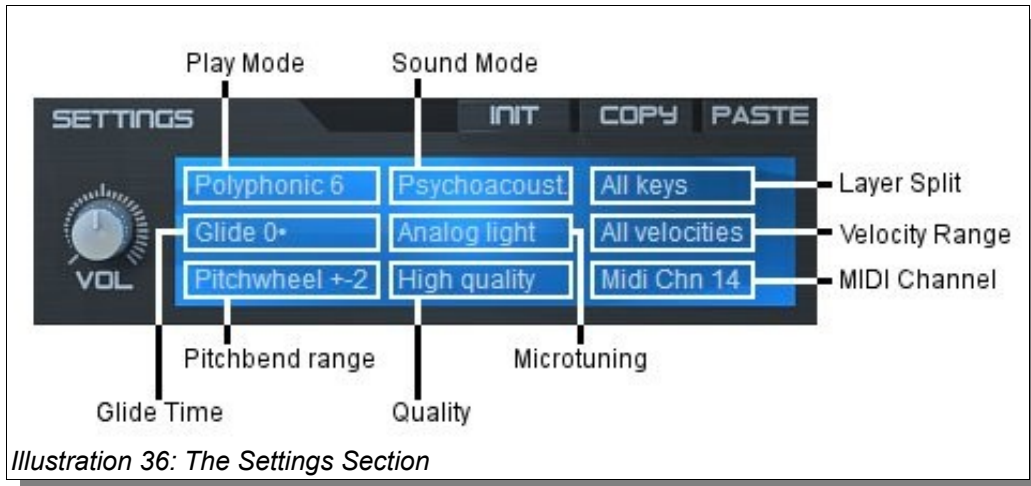 Play Mode Sound Mode
SETTINGS INIT COPY PASTE
Polyphonic 6 Psychoacoust. All keys Layer Split
Glide 0• Analog light All velocities Velocity Range
VOL Pitchwheel +-2 High quality Midi Chn 14 MIDI Channel
Pitchbend range Microtuning
Glide Time Quality
Illustration 36: The Settings Section